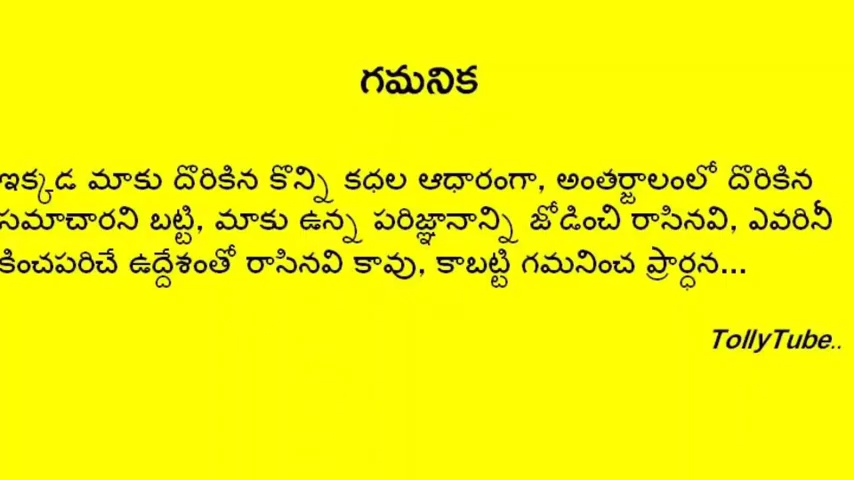 గమనిక
ఇక్కడ మాకు దొరికిన కొన్ని కధల ఆధారంగా, అంతర్జాలంలో దొరికిన
సమాచారని బట్టి, మాకు ఉన్న పరిజ్ఞానాన్ని జోడించి రాసినవి, ఎవరినీ
కించపరిచే ఉద్దేశంతో రాసినవి కావు, కాబట్టి గమనించ ప్రార్ధన...
TollyTube..